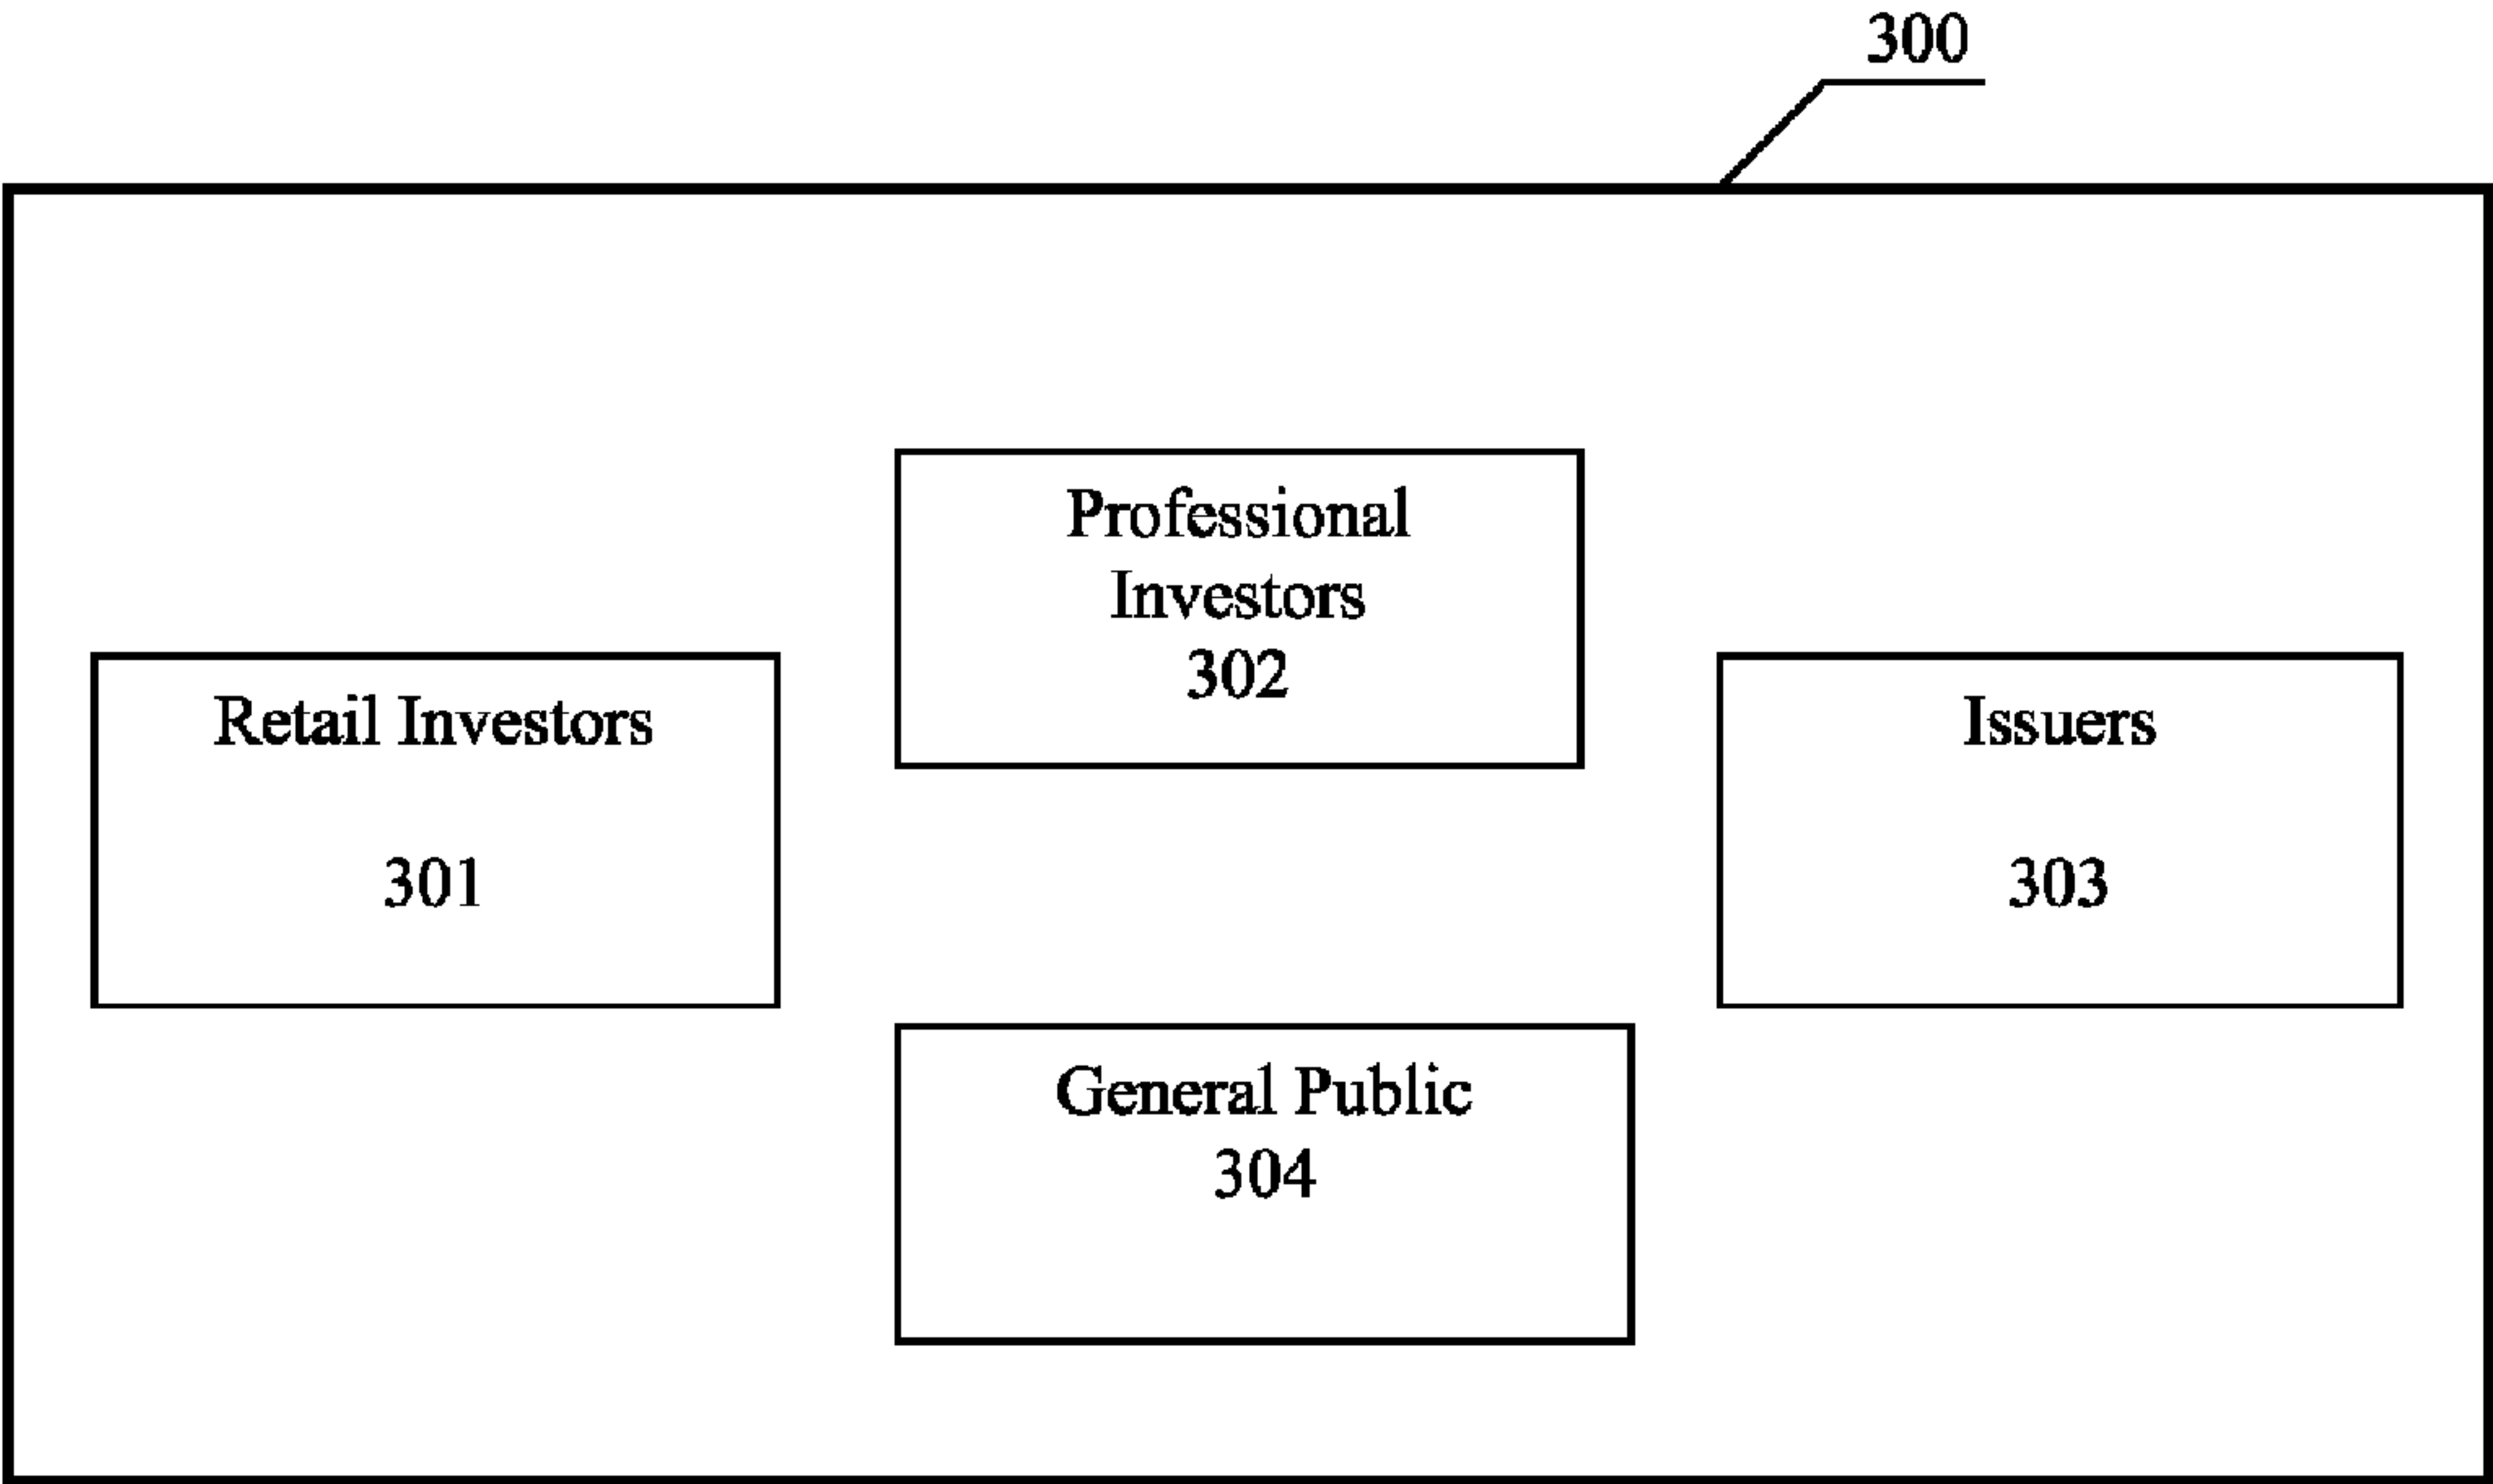 300
Professional
Investors
302
Retail Investors
301
Issuers
303
General Public
304